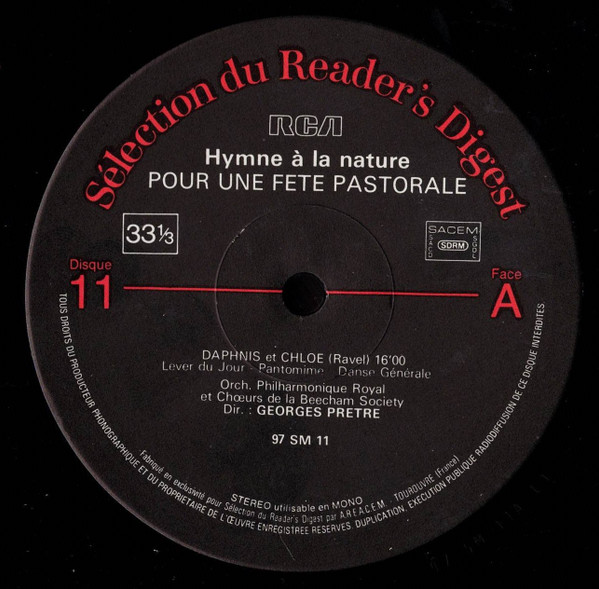 Sélection du Reader's Digest
RCA
Hymne à la nature
POUR UNE FETE PASTORALE
33⅓
SACEM
SACD SDRM SGDL
Disque
11
Face
A
DAPHNIS et CHLOE (Ravel) 16'00
Lever du Jour - Pantomime - Danse Générale
Orch. Philharmonique Royal
et Chœurs de la Beecham Society
Dir. : GEORGES PRETRE
97 SM 11
STEREO utilisable en MONO
Fabriqué en exclusivité pour Sélection du Reader's Digest par A.R.E.A.C.E.M. - TOUROUVRE (France)
TOUS DROITS DU PRODUCTEUR PHONOGRAPHIQUE ET DU PROPRIETAIRE DE L'ŒUVRE ENREGISTREE RESERVES. DUPLICATION, EXECUTION PUBLIQUE RADIODIFFUSION DE CE DISQUE INTERDITES